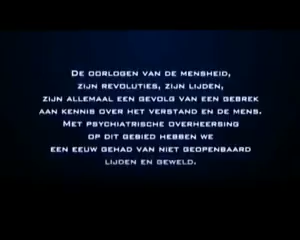 DE OORLOGEN VAN DE MENSHEID,
ZIJN REVOLUTIES, ZIJN LIJDEN,
ZIJN ALLEMAAL EEN GEVOLG VAN EEN GEBREK
AAN KENNIS OVER HET VERSTAND EN DE MENS.
MET PSYCHIATRISCHE OVERHEERSING
OP DIT GEBIED HEBBEN WE
EEN EEUW GEHAD VAN NIET GEOPENBAARD
LIJDEN EN GEWELD.